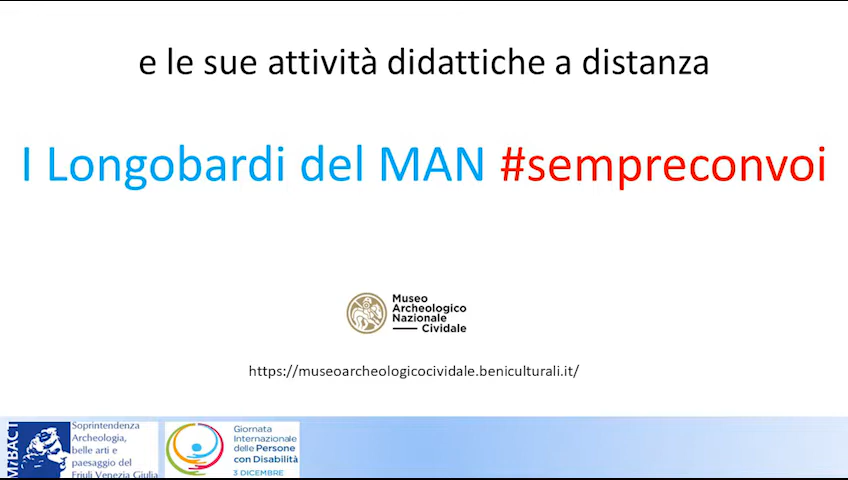 e le sue attività didattiche a distanza
I Longobardi del MAN #sempreconvoi
Museo
Archeologico
Nazionale
Cividale
https://museoarcheologicocividale.beniculturali.it/
MiBACT
Soprintendenza
Archeologia,
belle arti e
paesaggio del
Friuli Venezia Giulia
Giornata
Internazionale
delle Persone
con Disabilità
3 DICEMBRE